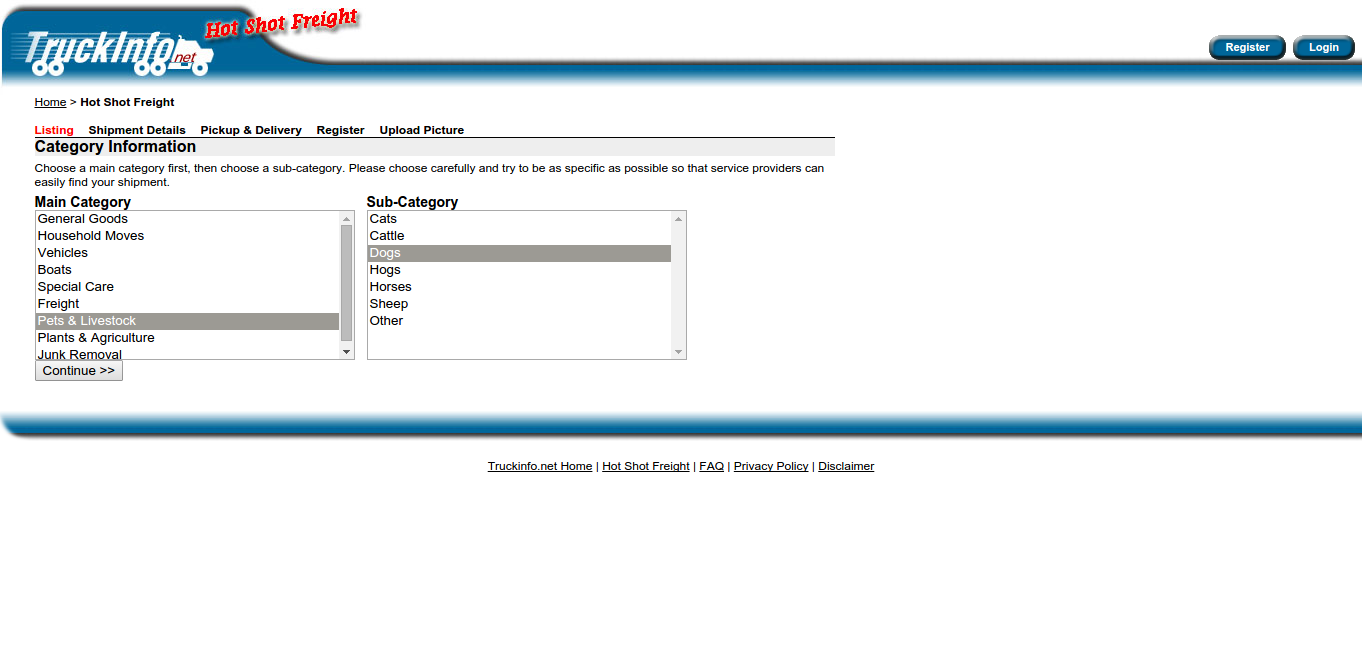 TruckInfo.net
Hot Shot Freight
Register
Login
Home > Hot Shot Freight
Listing Shipment Details Pickup & Delivery Register Upload Picture
Category Information
Choose a main category first, then choose a sub-category. Please choose carefully and try to be as specific as possible so that service providers can
easily find your shipment.
Main Category
General Goods
Household Moves
Vehicles
Boats
Special Care
Freight
Pets & Livestock
Plants & Agriculture
Junk Removal
Sub-Category
Cats
Cattle
Dogs
Hogs
Horses
Sheep
Other
Continue >>
Truckinfo.net Home | Hot Shot Freight | FAQ | Privacy Policy | Disclaimer